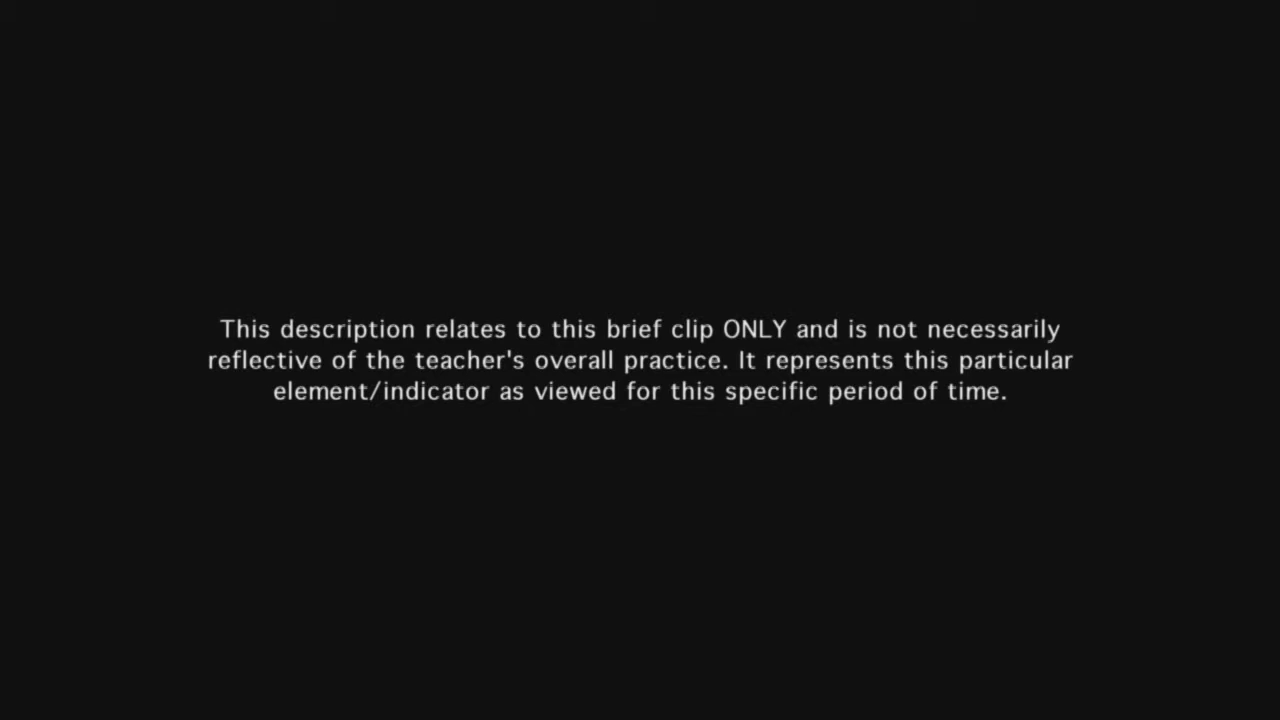 This description relates to this brief clip ONLY and is not necessarily
reflective of the teacher's overall practice. It represents this particular
element/indicator as viewed for this specific period of time.